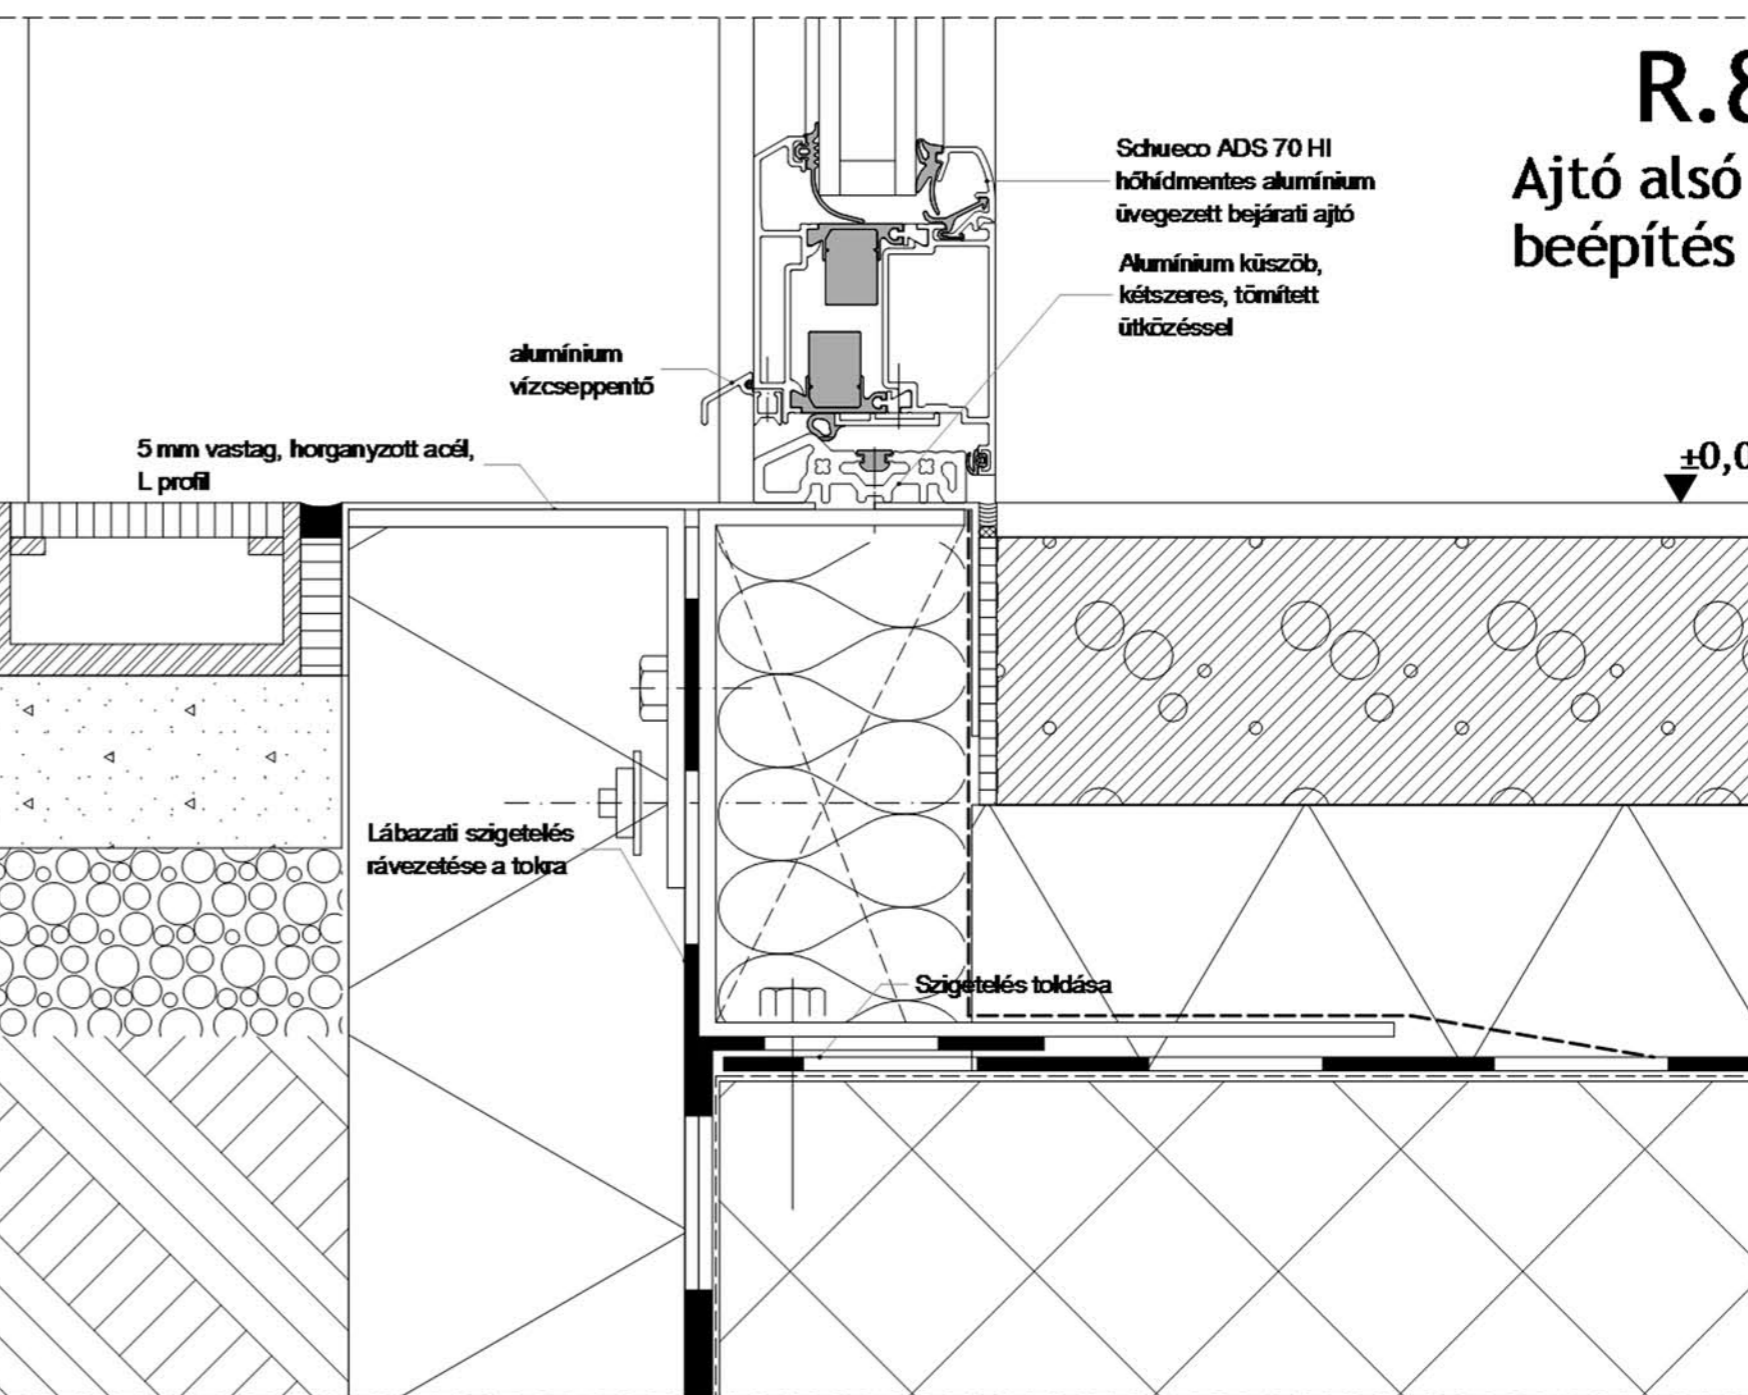 R.8
Ajtó alsó
beépítés
Schueco ADS 70 HI
hőhídmentes alumínium
üvegezett bejárati ajtó
Alumínium küszöb,
kétszeres, tömített
ütközéssel
alumínium
vízcseppentő
5 mm vastag, horganyzott acél,
L profil
±0,0
Lábazati szigetelés
rávezetése a tokra
Szigetelés toldása